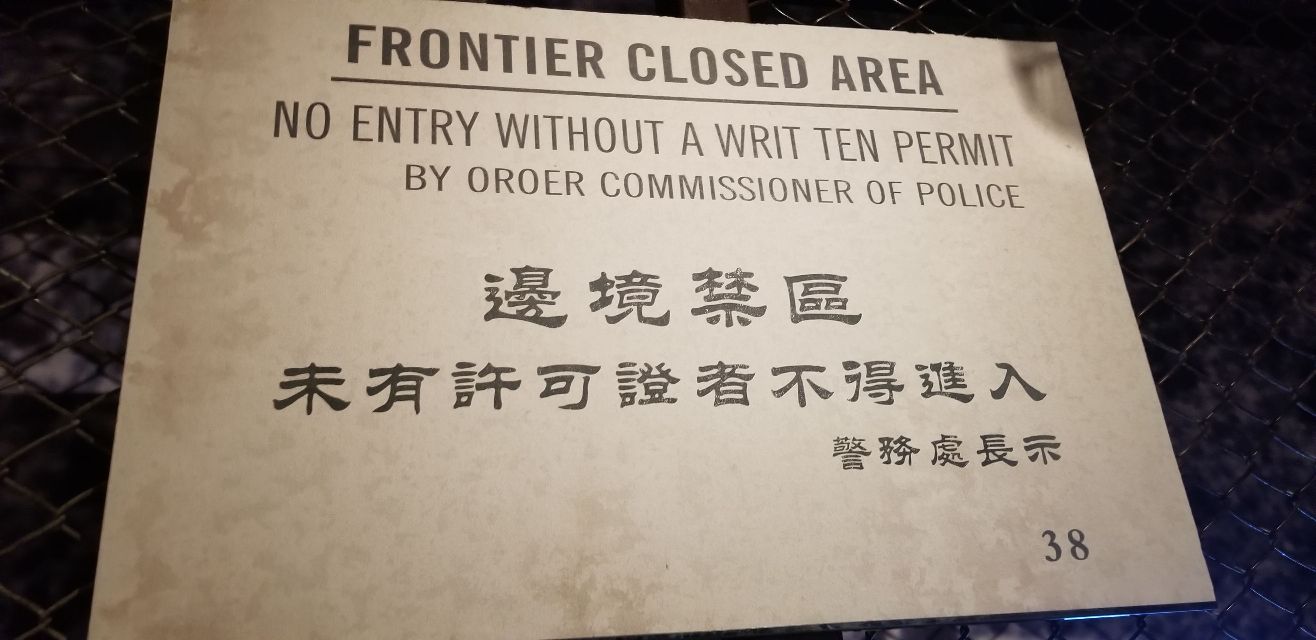 FRONTIER CLOSED AREA
NO ENTRY WITHOUT A WRIT TEN PERMIT
BY OROER COMMISSIONER OF POLICE
邊境禁區
未有許可證者不得進入
警務處長示
38